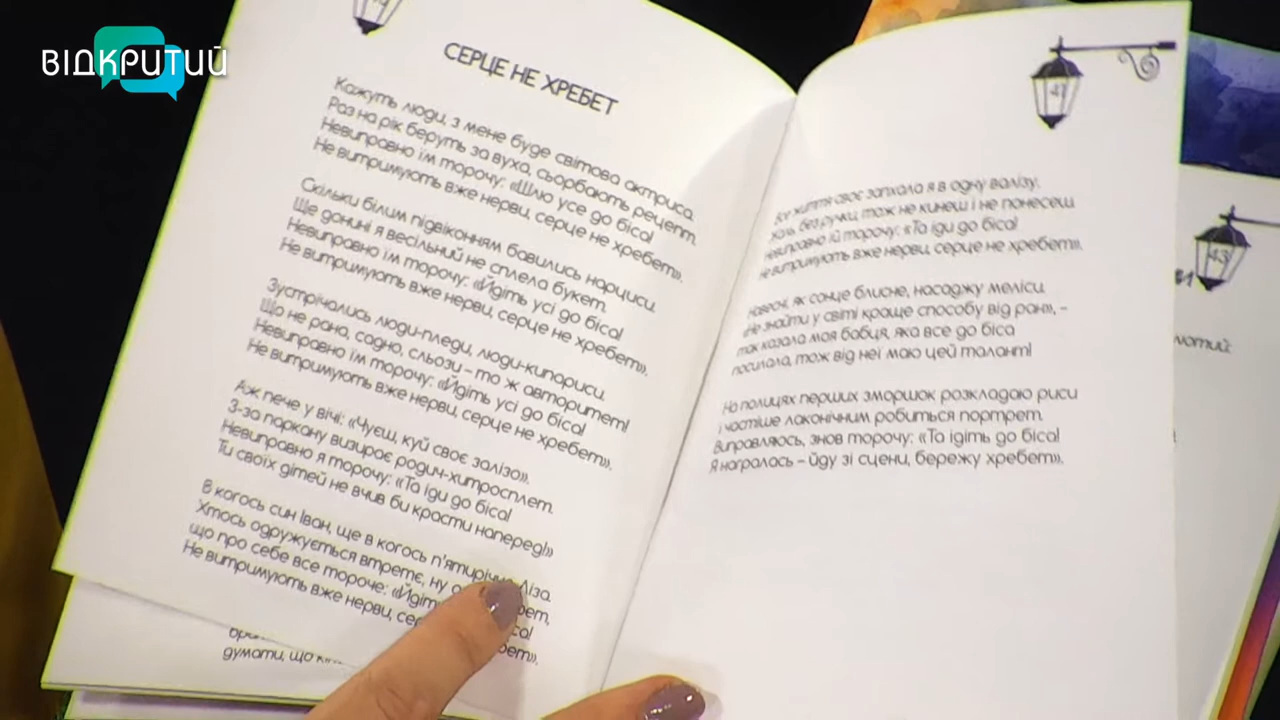 ВІДКРИТИЙ
СЕРЦЕ НЕ ХРЕБЕТ
Кажуть люди, з мене буде світова актриса.
Раз на рік беруть за вуха, сьорбають рецепт.
Невиправно їм торочу: «Шлю усе до біса!
Не витримують вже нерви, серце не хребет».
Скільки білим підвіконням бавились нарциси.
Ще донині я весільний не сплела букет.
Невиправно їм торочу: «Йдіть усі до біса!
Не витримують вже нерви, серце не хребет».
Зустрічались люди-пледи, люди-кипариси.
Що не рана, садно, сльози – то ж авторитет!
Невиправно їм торочу: «Йдіть усі до біса!
Не витримують вже нерви, серце не хребет».
Аж пече у вічі: «Чуєш, куй своє залізо».
З-за паркану визирає родич-хитросплет.
Невиправно я торочу: «Та іди до біса!
Ти своїх дітей не вчив би красти наперед!»
В когось син Іван, ще в когось п'ятирічна Ліза.
Хтось одружується втретє, ну а
що про себе все тороче: «Йдіть
Не витримують вже нерви,
думати, що
41
Все життя своє запхала я в одну валізу.
Жаль, без ручки, тож не кинеш і не понесеш.
Невиправно їй торочу: «Та іди до біса!
Не витримують вже нерви, серце не хребет».
Навесні, як сонце блисне, насаджу меліси.
«Не знайти у світі краще способу від ран», –
так казала моя бабця, яка все до біса
посилала, тож від неї маю цей талант!
На полицях перших зморшок розкладаю риси
і частіше лаконічним робиться портрет.
Виправляюсь, знов торочу: «Та ідіть до біса!
Я награлась – йду зі сцени, бережу хребет».
43